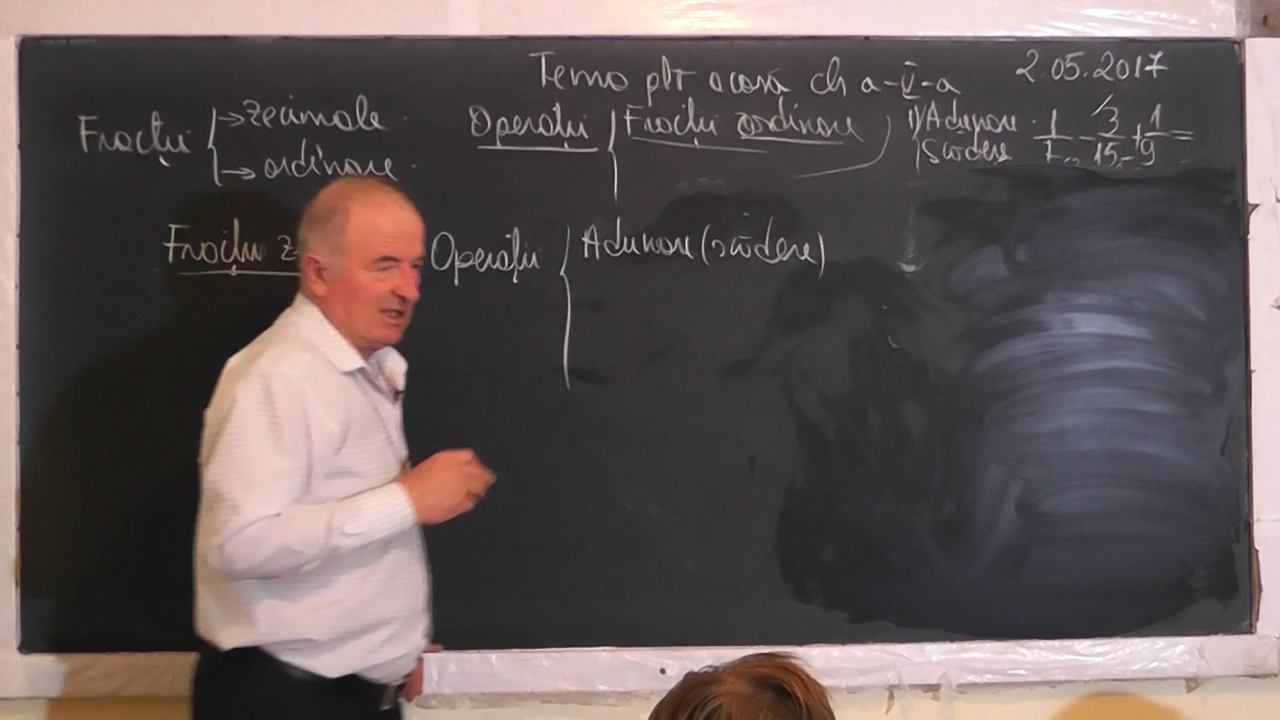 Tema ptr acasă cls a-V-a 2.05.2017
Fracții → zecimale
→ ordinare
Operații Fracții ordinare
1) Adunare
Scădere
1/7 - 3/15 + 1/9 =
Fracții z
Operații Adunare (scădere)